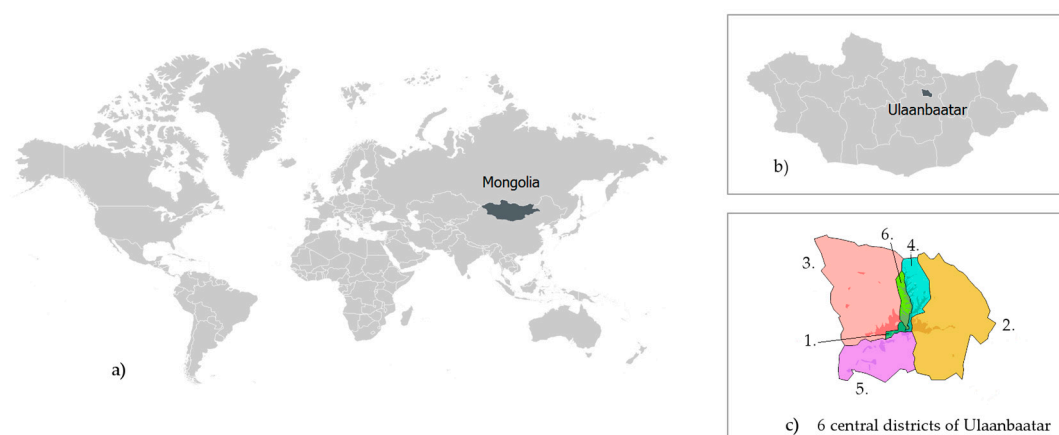 Mongolia
a)
Ulaanbaatar
b)
6.
4.
3.
2.
1.
5.
c) 6 central districts of Ulaanbaatar